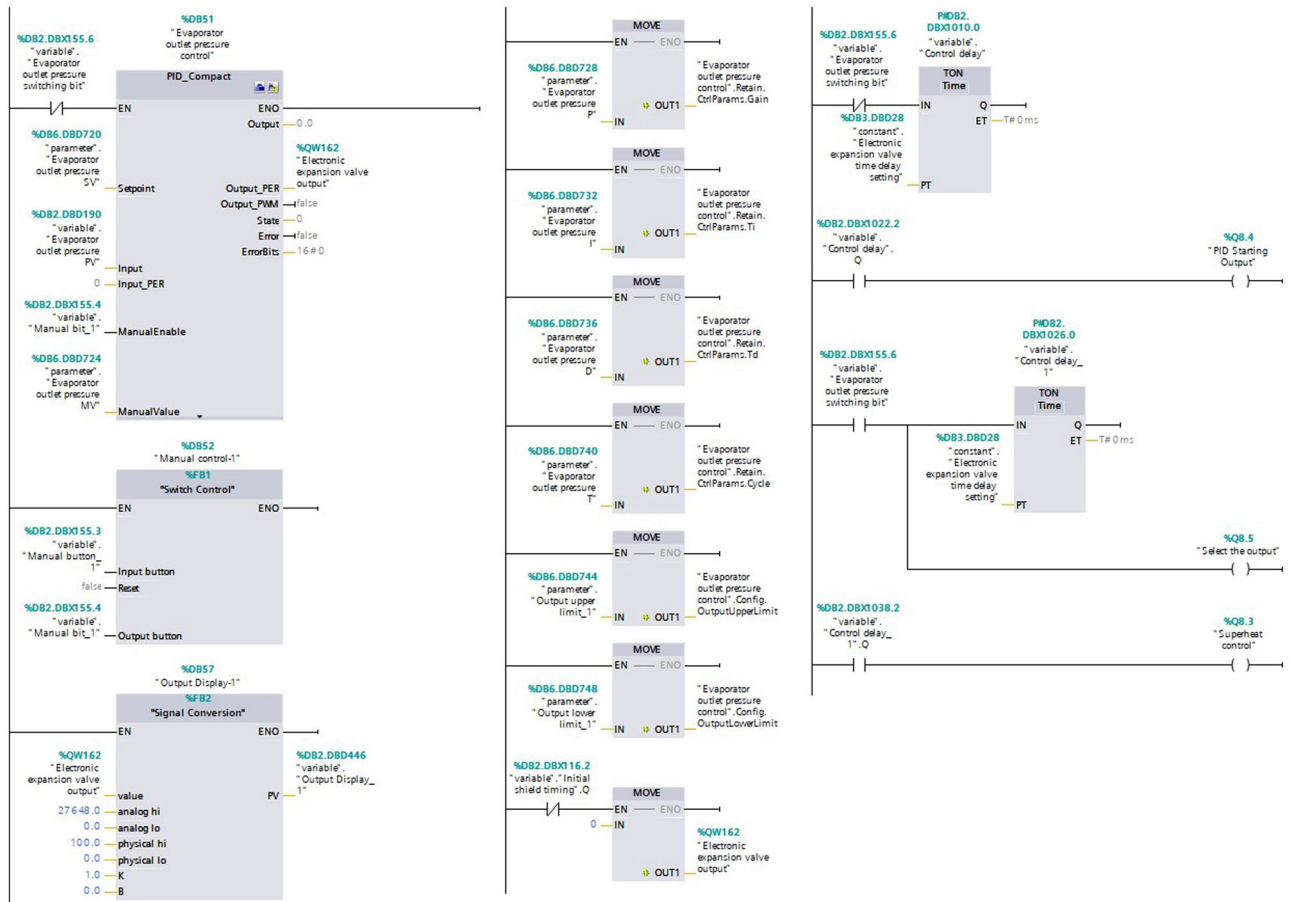 %DB51
"Evaporator
outlet pressure
control"
%DB2.DBX155.6
"variable".
"Evaporator
outlet pressure
switching bit"
PID_Compact
EN
ENO
Output
0.0
%DB6.DBD720
"parameter".
"Evaporator
outlet pressure
SV"
Setpoint
%QW162
"Electronic
expansion valve
output"
Output_PER
Output_PWM
false
State
0
Error
false
ErrorBits
16#0
%DB2.DBD190
"variable".
"Evaporator
outlet pressure
PV"
Input
0
Input_PER
%DB2.DBX155.4
"variable".
"Manual bit_1"
ManualEnable
%DB6.DBD724
"parameter".
"Evaporator
outlet pressure
MV"
ManualValue
%DB52
"Manual control-1"
%FB1
"Switch Control"
EN
ENO
%DB2.DBX155.3
"variable".
"Manual button_
1"
Input button
false
Reset
%DB2.DBX155.4
"variable".
"Manual bit_1"
Output button
%DB57
"Output Display-1"
%FB2
"Signal Conversion"
EN
ENO
%QW162
"Electronic
expansion valve
output"
value
%DB2.DBD446
"variable".
"Output Display_
1"
PV
27648.0
analog hi
0.0
analog lo
100.0
physical hi
0.0
physical lo
1.0
K
0.0
B
MOVE
EN
ENO
%DB6.DBD728
"parameter".
"Evaporator
outlet pressure
P"
IN
OUT1
"Evaporator
outlet pressure
control".Retain.
CtrlParams.Gain
MOVE
EN
ENO
%DB6.DBD732
"parameter".
"Evaporator
outlet pressure
I"
IN
OUT1
"Evaporator
outlet pressure
control".Retain.
CtrlParams.Ti
MOVE
EN
ENO
%DB6.DBD736
"parameter".
"Evaporator
outlet pressure
D"
IN
OUT1
"Evaporator
outlet pressure
control".Retain.
CtrlParams.Td
MOVE
EN
ENO
%DB6.DBD740
"parameter".
"Evaporator
outlet pressure
T"
IN
OUT1
"Evaporator
outlet pressure
control".Retain.
CtrlParams.Cycle
MOVE
EN
ENO
%DB6.DBD744
"parameter".
"Output upper
limit_1"
IN
OUT1
"Evaporator
outlet pressure
control".Config.
OutputUpperLimit
MOVE
EN
ENO
%DB6.DBD748
"parameter".
"Output lower
limit_1"
IN
OUT1
"Evaporator
outlet pressure
control".Config.
OutputLowerLimit
%DB2.DBX116.2
"variable"."Initial
shield timing".Q
MOVE
EN
ENO
0
IN
OUT1
%QW162
"Electronic
expansion valve
output"
P#DB2.
DBX1010.0
"variable".
"Control delay"
%DB2.DBX155.6
"variable".
"Evaporator
outlet pressure
switching bit"
TON
Time
IN
Q
ET
T#0ms
%DB3.DBD28
"constant".
"Electronic
expansion valve
time delay
setting"
PT
%DB2.DBX1022.2
"variable".
"Control delay".
Q
%Q8.4
"PID Starting
Output"
P#DB2.
DBX1026.0
"variable".
"Control delay_
1"
%DB2.DBX155.6
"variable".
"Evaporator
outlet pressure
switching bit"
TON
Time
IN
Q
ET
T#0ms
%DB3.DBD28
"constant".
"Electronic
expansion valve
time delay
setting"
PT
%Q8.5
"Select the output"
%DB2.DBX1038.2
"variable".
"Control delay_
1".Q
%Q8.3
"Superheat
control"